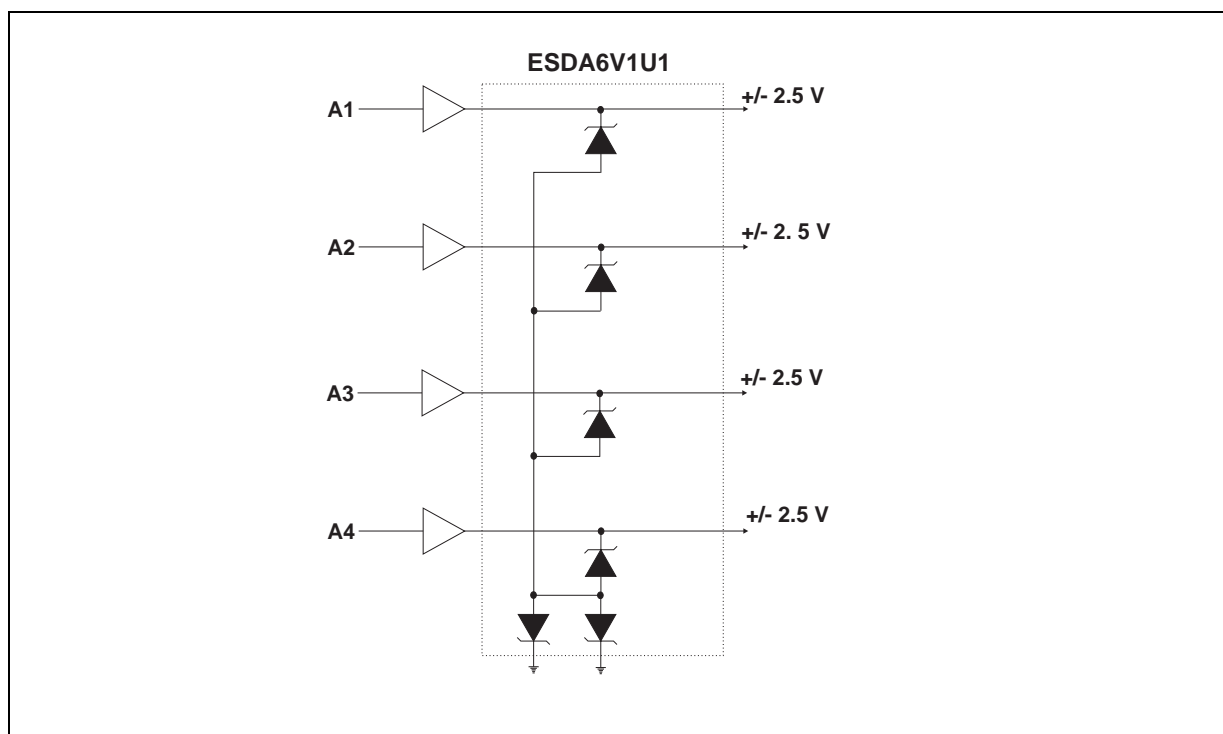 ESDA6V1U1
A1
+/- 2.5 V
A2
+/- 2. 5 V
A3
+/- 2.5 V
A4
+/- 2.5 V